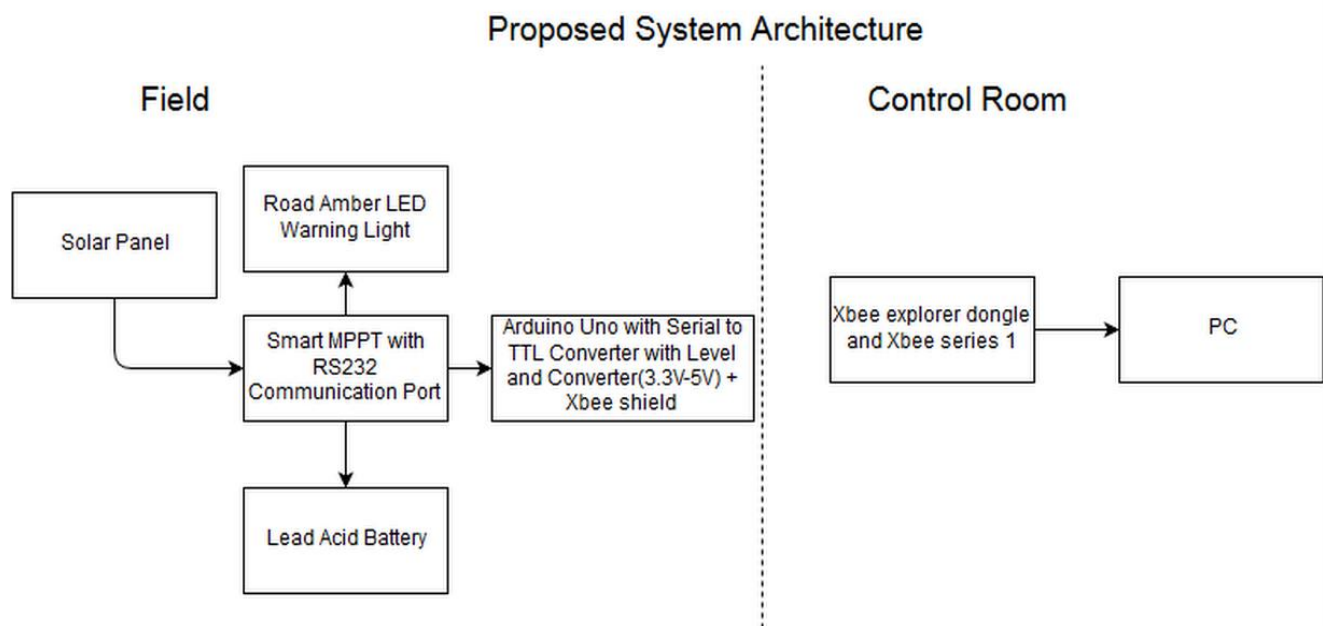 Proposed System Architecture
Field
Control Room
Solar Panel
Road Amber LED
Warning Light
Smart MPPT with
RS232
Communication Port
Arduino Uno with Serial to
TTL Converter with Level
and Converter(3.3V-5V) +
Xbee shield
Lead Acid Battery
Xbee explorer dongle
and Xbee series 1
PC